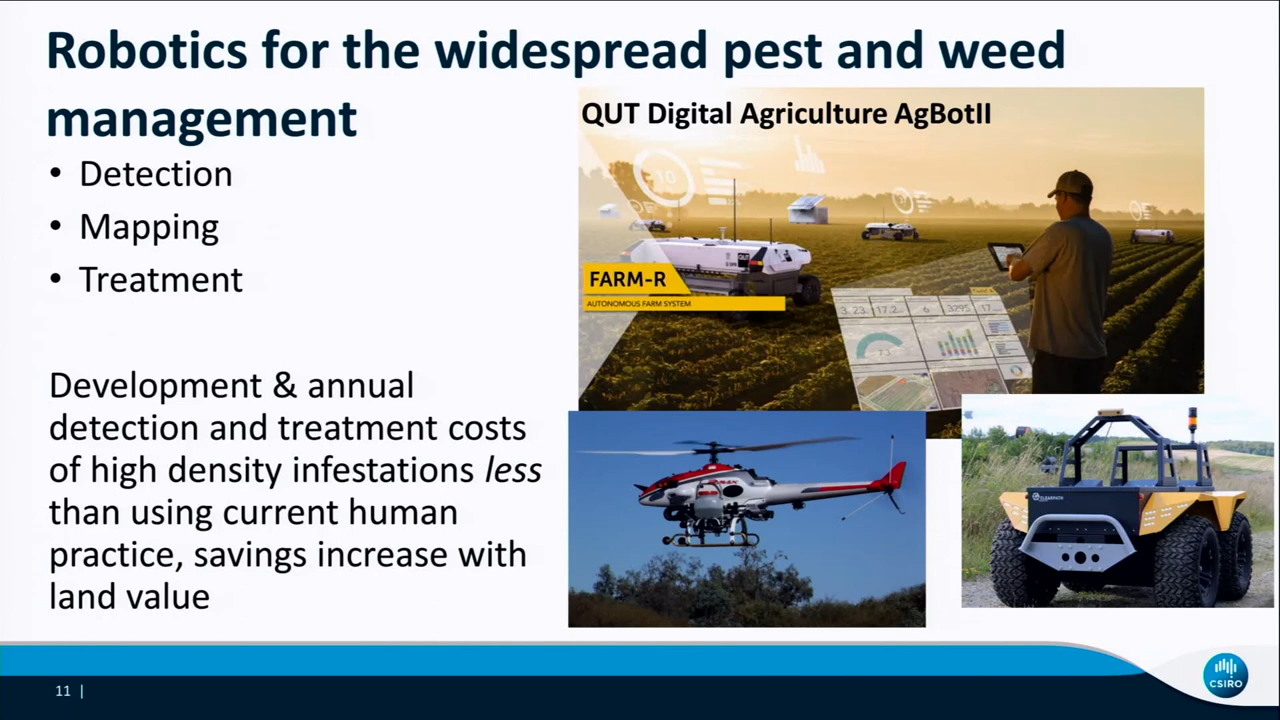 Robotics for the widespread pest and weed
management
QUT Digital Agriculture AgBotII
• Detection
• Mapping
• Treatment
FARM-R
AUTONOMOUS FARM SYSTEM
QUT
Development & annual
detection and treatment costs
of high density infestations less
than using current human
practice, savings increase with
land value
CLEARPATH
11 |
CSIRO